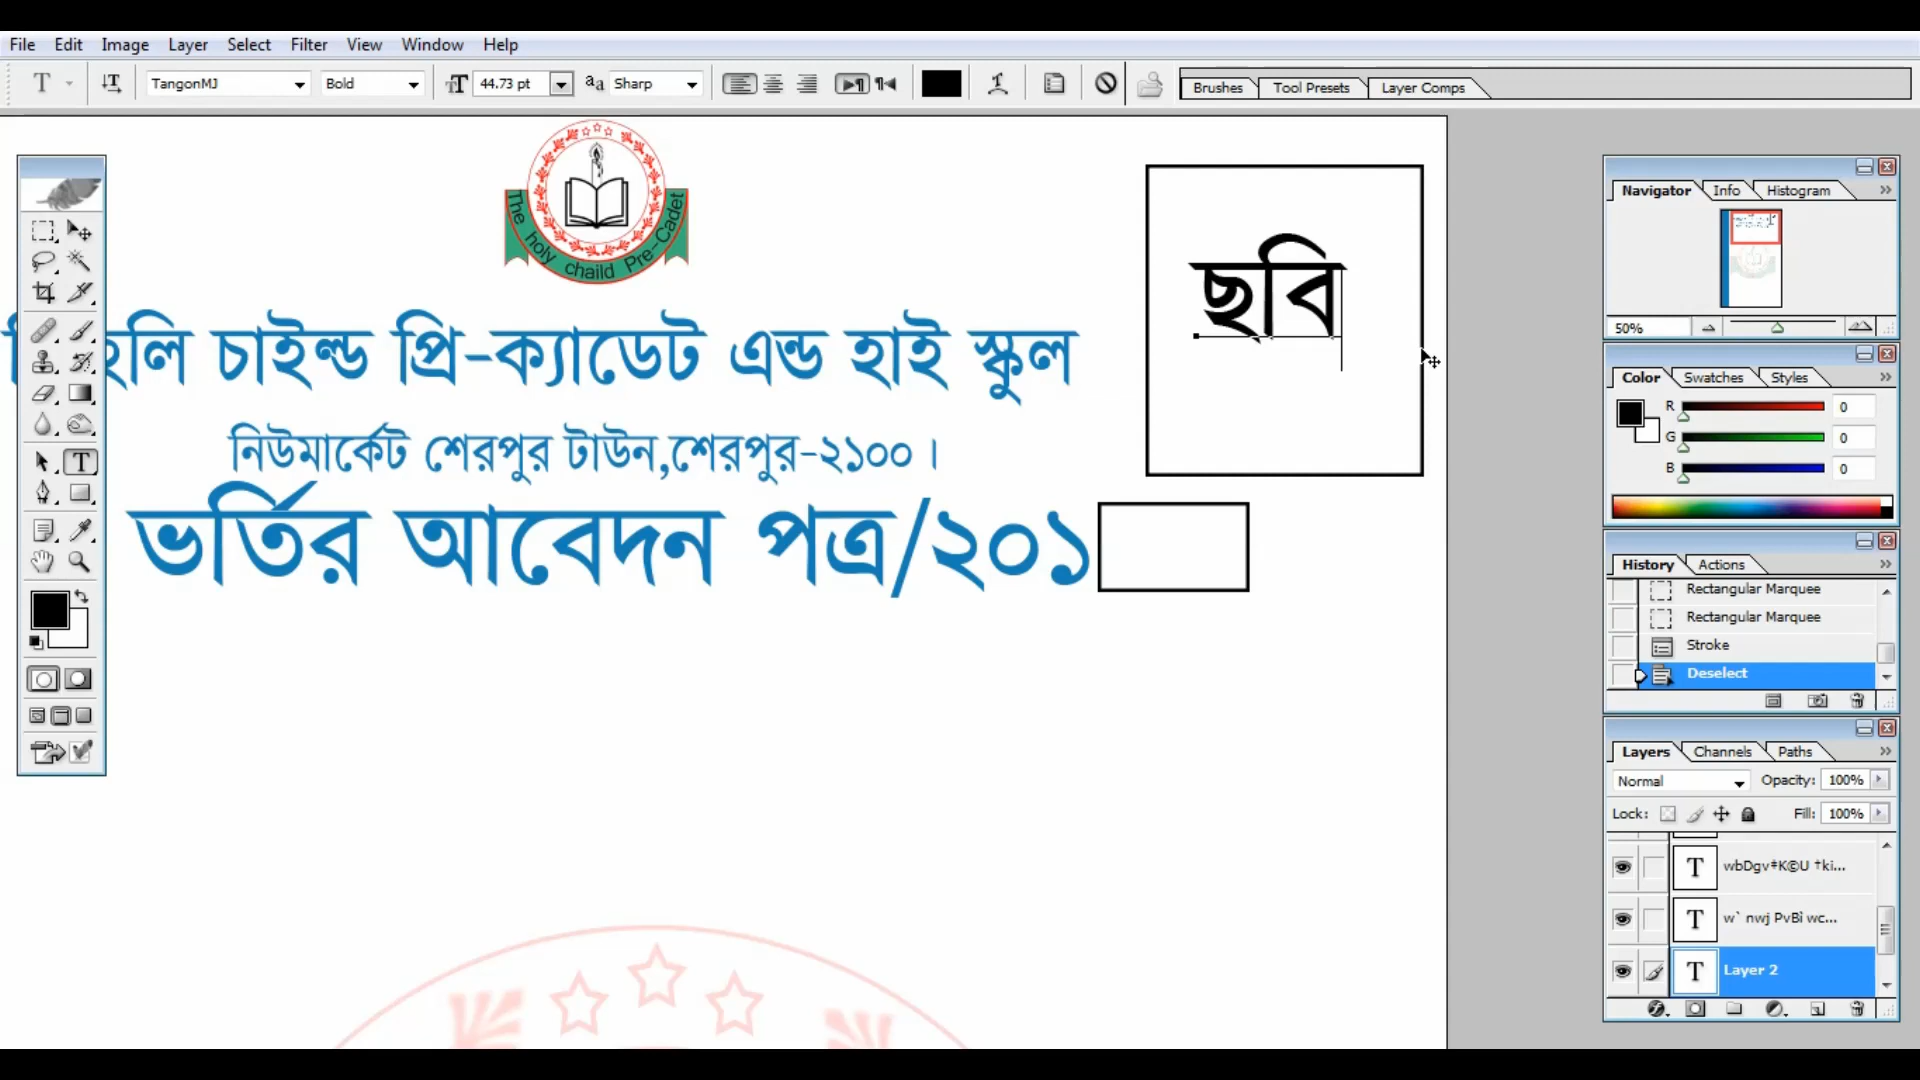 File Edit Image Layer Select Filter View Window Help
T TangonMJ Bold 44.73 pt aa Sharp Brushes Tool Presets Layer Comps
The holy chaild Pre-Cadet
ছবি
হলি চাইল্ড প্রি-ক্যাডেট এন্ড হাই স্কুল
নিউমার্কেট শেরপুর টাউন,শেরপুর-২১০০।
ভর্তির আবেদন পত্র/২০১
Navigator Info Histogram
50%
Color Swatches Styles
R 0
G 0
B 0
History Actions
Rectangular Marquee
Rectangular Marquee
Stroke
Deselect
Layers Channels Paths
Normal Opacity: 100%
Lock: Fill: 100%
T wbDgv‡K©U †ki...
T w` nwj PvBì wc...
T Layer 2